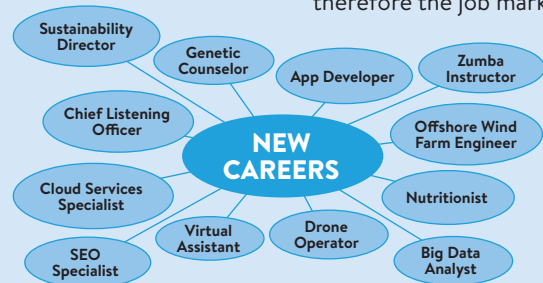 therefore the job mark
Sustainability
Director
Genetic
Counselor
App Developer
Zumba
Instructor
Chief Listening
Officer
NEW
CAREERS
Offshore Wind
Farm Engineer
Cloud Services
Specialist
Nutritionist
SEO
Specialist
Virtual
Assistant
Drone
Operator
Big Data
Analyst